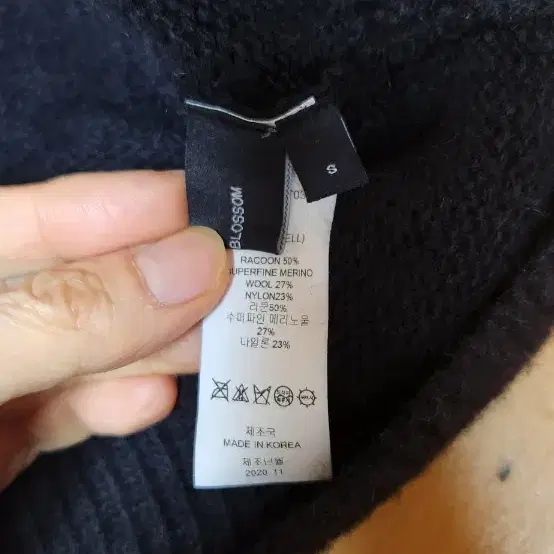 BLOSSOM
S
RACOON 50%
SUPERFINE MERINO
WOOL 27%
NYLON23%
라쿤50%
수퍼파인 메리노울
27%
나일론 23%
제조국
MADE IN KOREA
제조년월
2020. 11